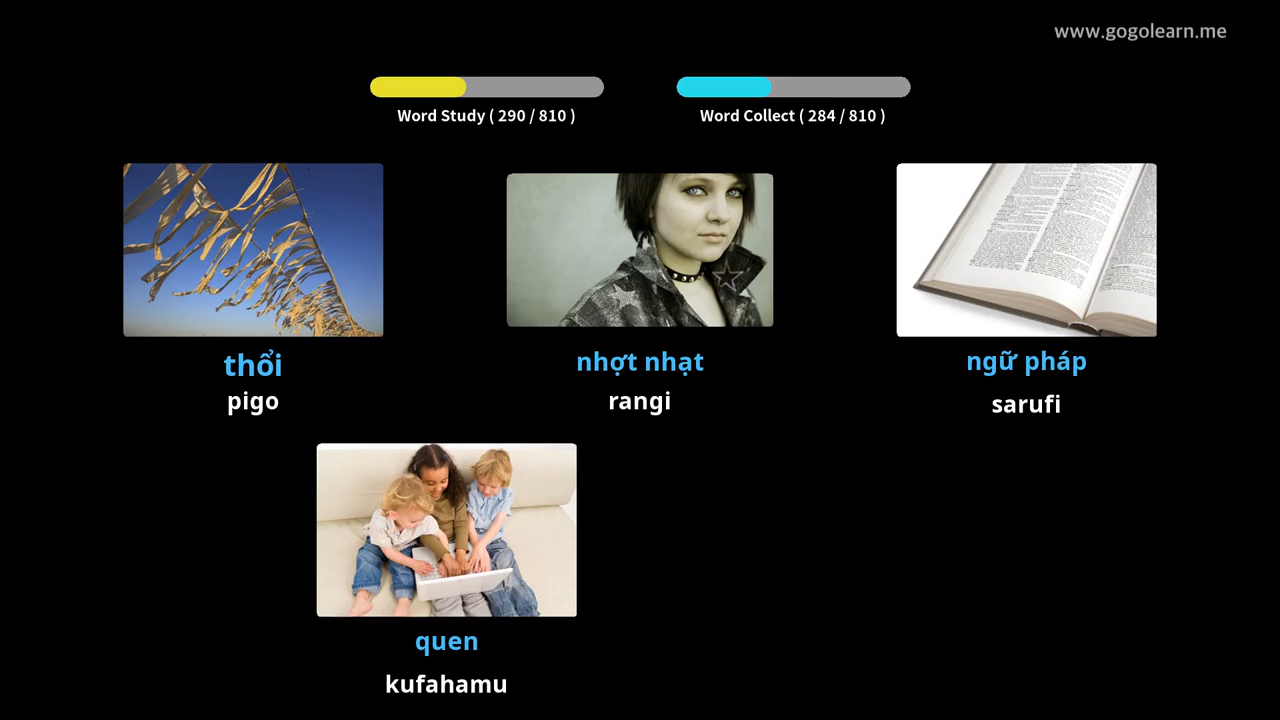 www.gogolearn.me
Word Study ( 290 / 810 )
Word Collect ( 284 / 810 )
thổi
pigo
nhợt nhạt
rangi
ngữ pháp
sarufi
quen
kufahamu